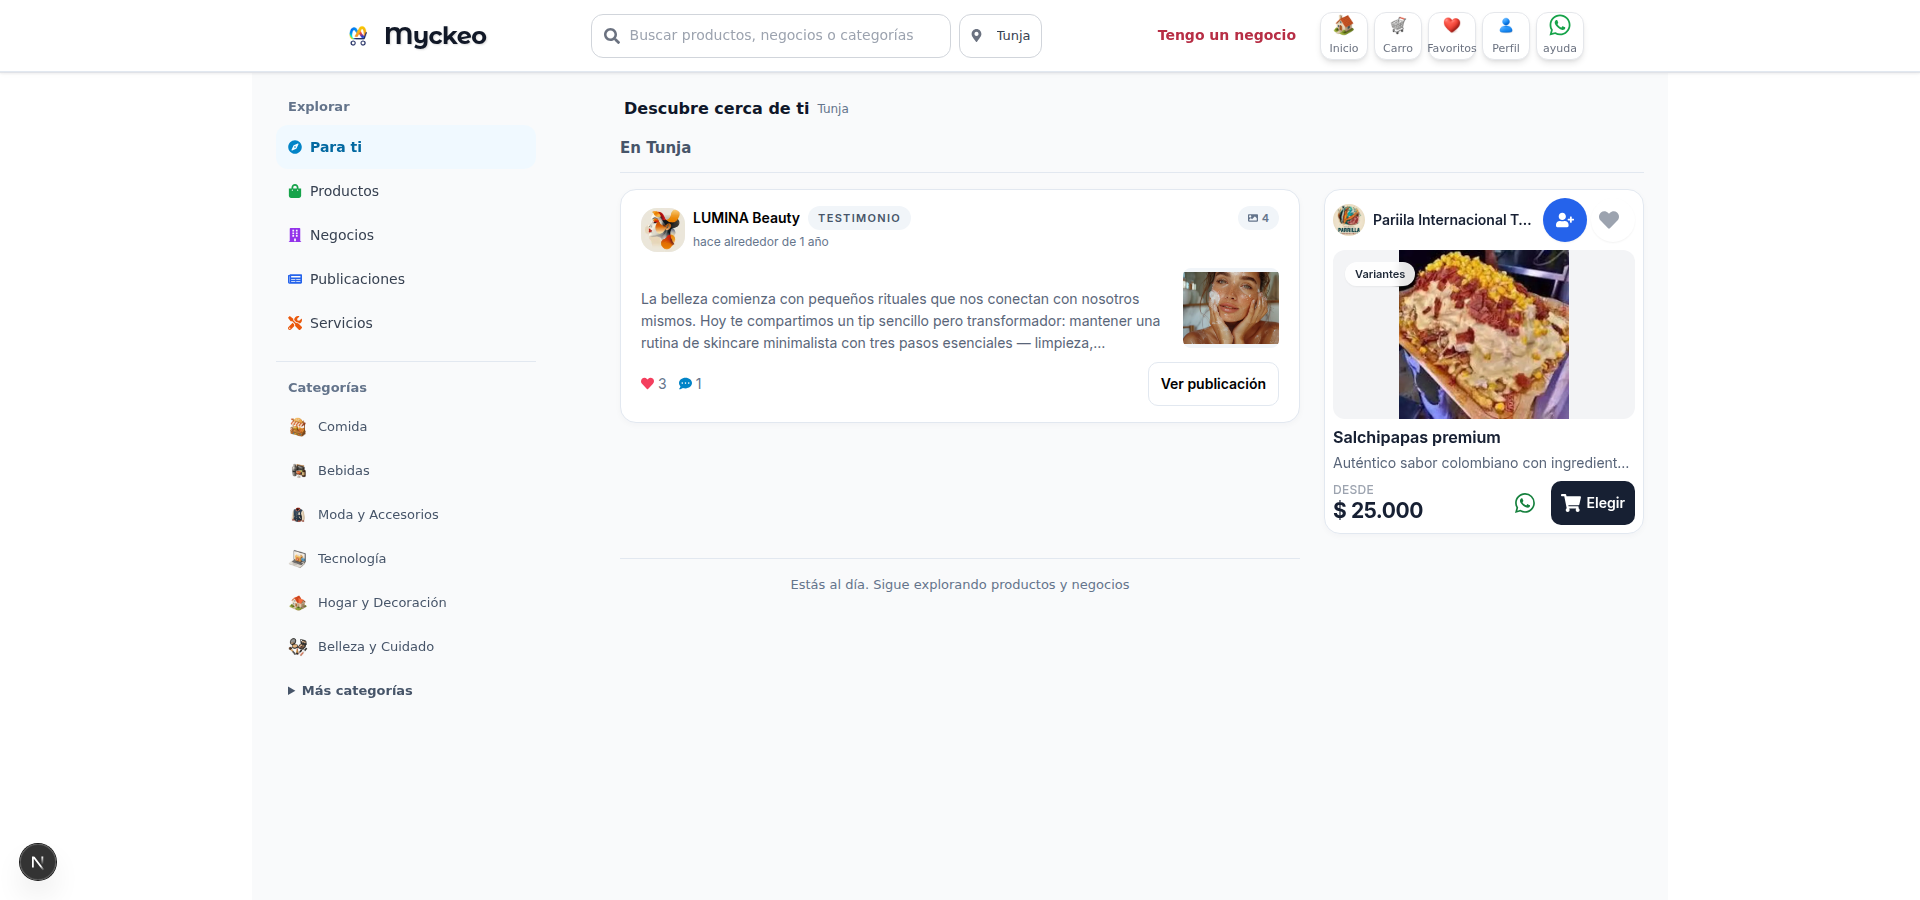 Myckeo
Buscar productos, negocios o categorías
Tunja
Tengo un negocio
Inicio
Carro
Favoritos
Perfil
ayuda
Explorar
Para ti
Productos
Negocios
Publicaciones
Servicios
Categorías
Comida
Bebidas
Moda y Accesorios
Tecnología
Hogar y Decoración
Belleza y Cuidado
Más categorías
Descubre cerca de ti Tunja
En Tunja
LUMINA Beauty TESTIMONIO
4
hace alrededor de 1 año
La belleza comienza con pequeños rituales que nos conectan con nosotros
mismos. Hoy te compartimos un tip sencillo pero transformador: mantener una
rutina de skincare minimalista con tres pasos esenciales — limpieza,...
3 1
Ver publicación
Estás al día. Sigue explorando productos y negocios
PARRILLA
Pariila Internacional T...
Variantes
Salchipapas premium
Auténtico sabor colombiano con ingredient...
DESDE
$ 25.000
Elegir
N